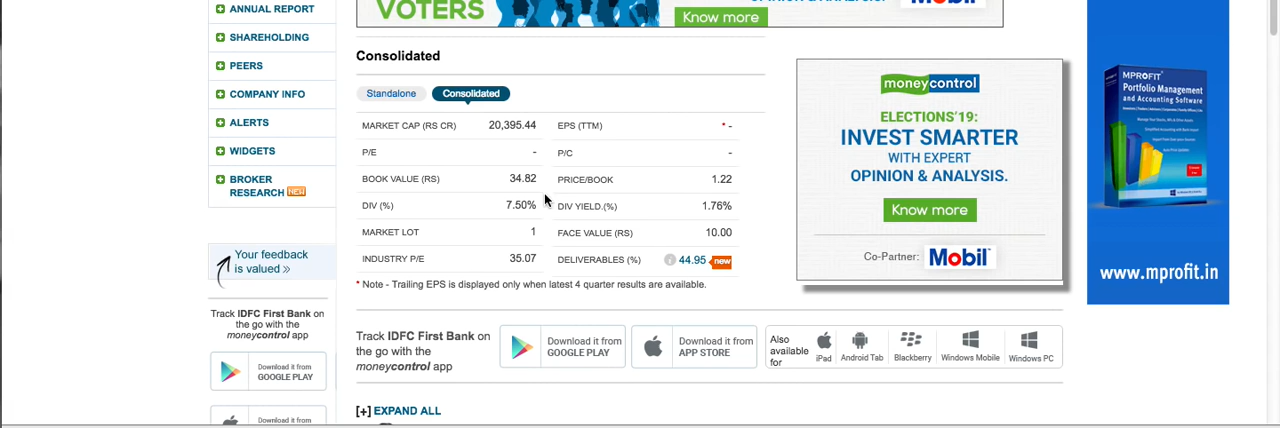 ANNUAL REPORT
SHAREHOLDING
PEERS
COMPANY INFO
ALERTS
WIDGETS
BROKER
RESEARCH NEW
Your feedback
is valued »
Track IDFC First Bank on
the go with the
moneycontrol app
Download it from
GOOGLE PLAY
Download it from
VOTERS
Know more
Consolidated
Standalone
Consolidated
MARKET CAP (RS CR) 20,395.44
P/E -
BOOK VALUE (RS) 34.82
DIV (%) 7.50%
MARKET LOT 1
INDUSTRY P/E 35.07
EPS (TTM) * -
P/C -
PRICE/BOOK 1.22
DIV YIELD.(%) 1.76%
FACE VALUE (RS) 10.00
DELIVERABLES (%) i 44.95 new
* Note - Trailing EPS is displayed only when latest 4 quarter results are available.
Track IDFC First Bank on
the go with the
moneycontrol app
Download it from
GOOGLE PLAY
Download it from
APP STORE
Also
available
for
iPad
Android Tab
Blackberry
Windows Mobile
Windows PC
[+] EXPAND ALL
moneycontrol
ELECTIONS'19:
INVEST SMARTER
WITH EXPERT
OPINION & ANALYSIS.
Know more
Co-Partner: Mobil
MPROFIT
Portfolio Management
and Accounting Software
www.mprofit.in